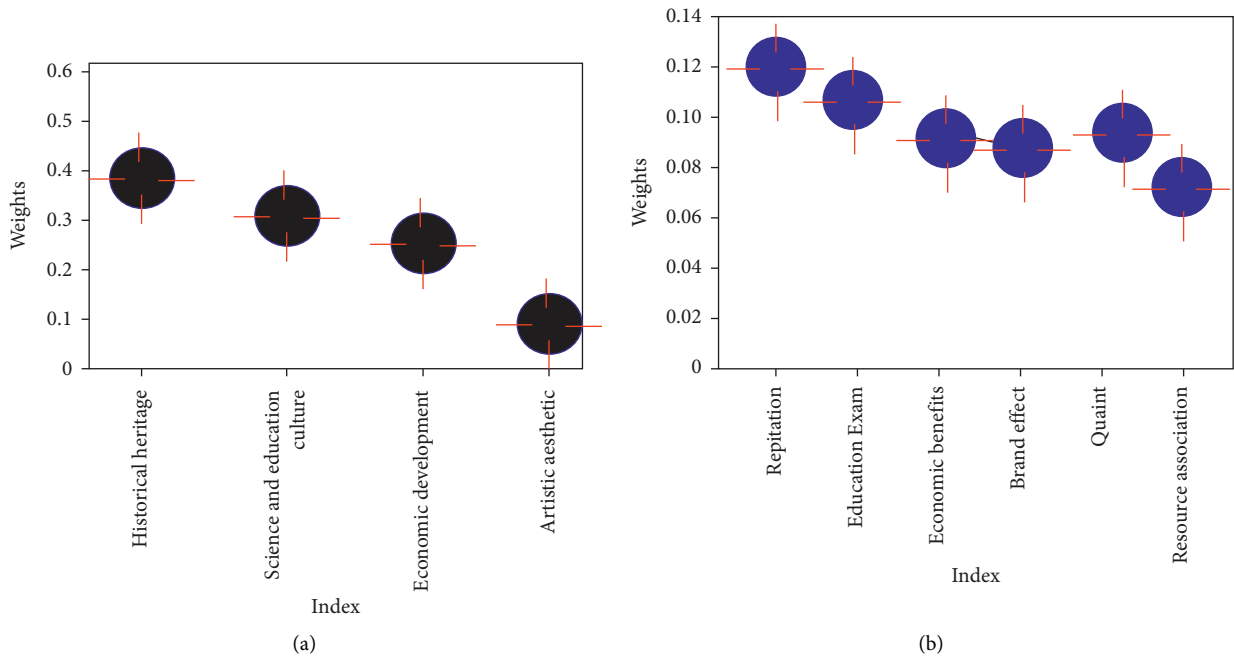 0.6
0.5
0.4
0.3
0.2
0.1
0
Weights
Historical heritage
Science and education
culture
Economic development
Artistic aesthetic
Index
(a)
0.14
0.12
0.10
0.08
0.06
0.04
0.02
0
Weights
Repitation
Education Exam
Economic benefits
Brand effect
Quaint
Resource association
Index
(b)